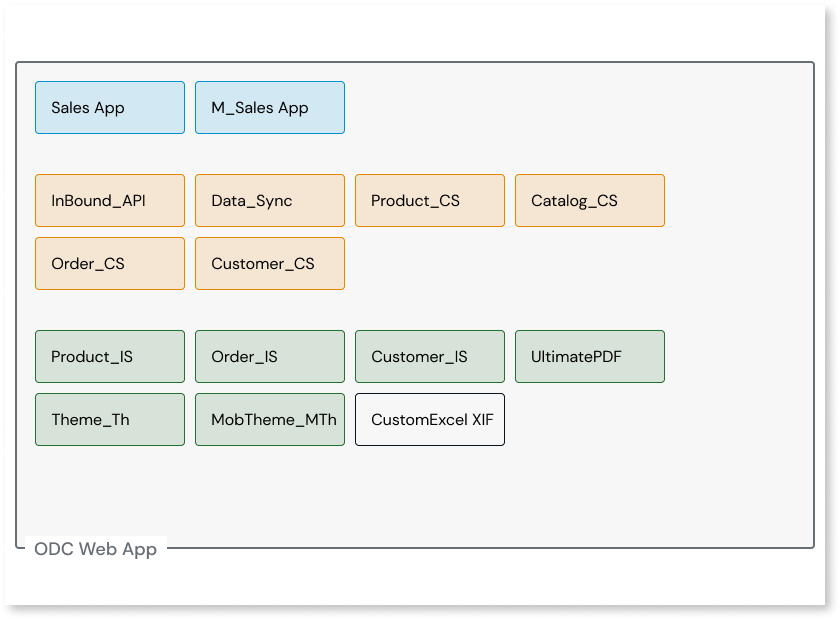 Sales App
M_Sales App
InBound_API
Data_Sync
Product_CS
Catalog_CS
Order_CS
Customer_CS
Product_IS
Order_IS
Customer_IS
UltimatePDF
Theme_Th
MobTheme_MTh
CustomExcel XIF
ODC Web App